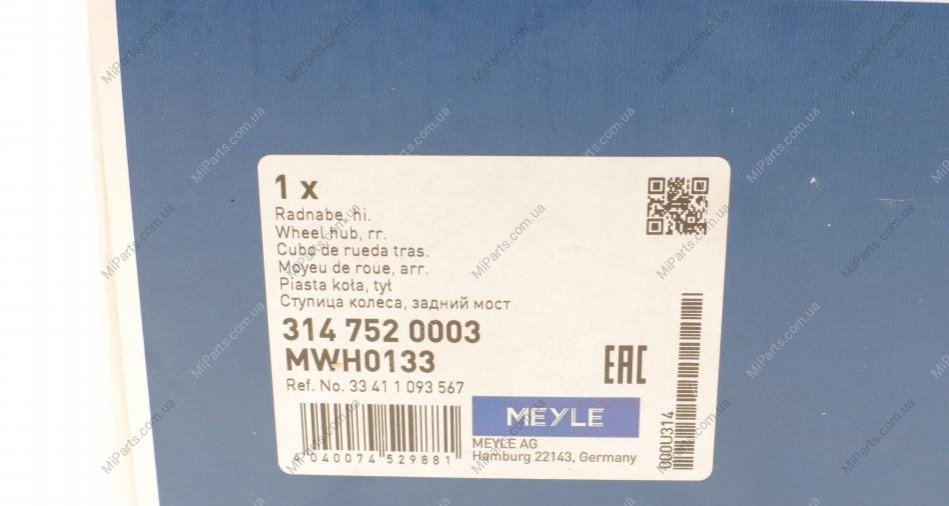 1 x
Radnabe, hi.
Wheel hub, rr.
Cubo de rueda tras.
Moyeu de roue, arr.
Piasta koła, tył
Ступица колеса, задний мост
314 752 0003
MWH0133
Ref. No. 33 41 1 093 567
EAC
MEYLE
MEYLE AG
Hamburg 22143, Germany
4 040074 529881
000U314
MiParts.com.ua